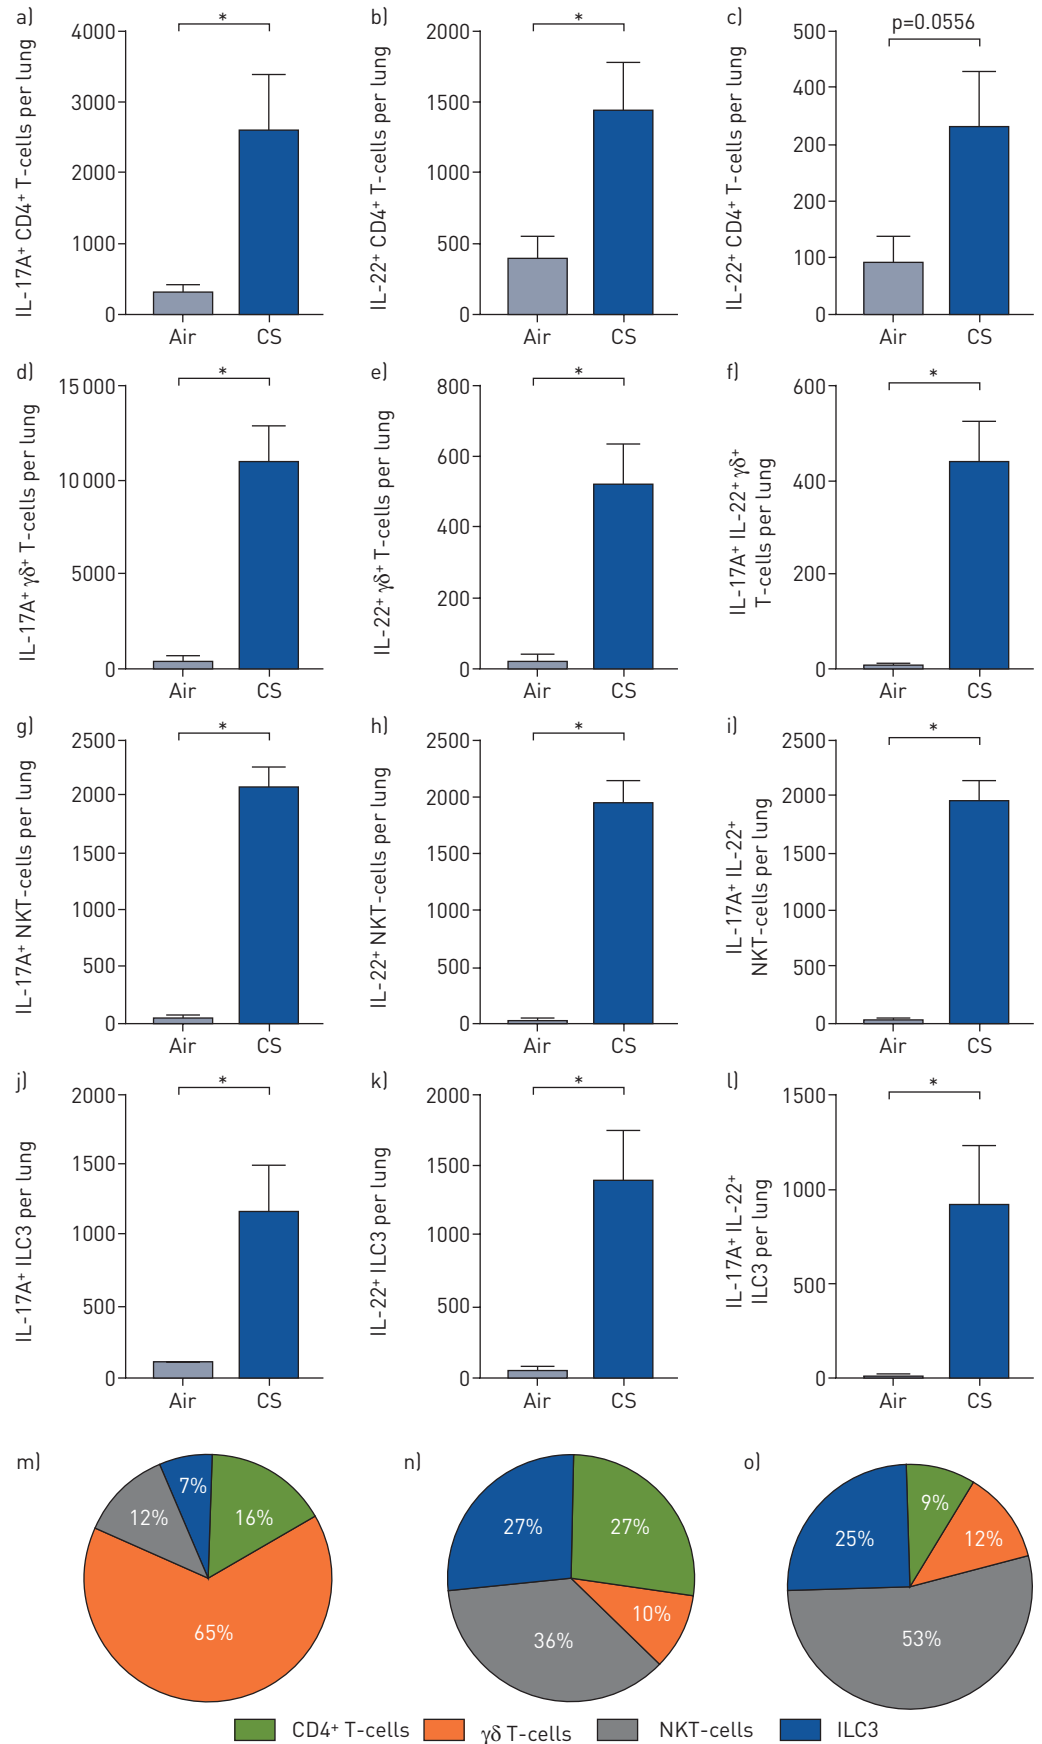 a)
IL-17A⁺ CD4⁺ T-cells per lung
4000
3000
2000
1000
0
*
Air
CS
b)
IL-22⁺ CD4⁺ T-cells per lung
2000
1500
1000
500
0
*
Air
CS
c)
IL-22⁺ CD4⁺ T-cells per lung
500
400
200
200
100
0
p=0.0556
Air
CS
d)
IL-17A⁺ γδ⁺ T-cells per lung
15 000
10 000
5000
0
*
Air
CS
e)
IL-22⁺ γδ⁺ T-cells per lung
800
600
400
200
0
*
Air
CS
f)
IL-17A⁺ IL-22⁺ γδ⁺
T-cells per lung
600
400
200
0
*
Air
CS
g)
IL-17A⁺ NKT-cells per lung
2500
2000
1500
1000
500
0
*
Air
CS
h)
IL-22⁺ NKT-cells per lung
2500
2000
1500
1000
500
0
*
Air
CS
i)
IL-17A⁺ IL-22⁺
NKT-cells per lung
2500
2000
1500
1000
500
0
*
Air
CS
j)
IL-17A⁺ ILC3 per lung
2000
1500
1000
500
0
*
Air
CS
k)
IL-22⁺ ILC3 per lung
2000
1500
1000
500
0
*
Air
CS
l)
IL-17A⁺ IL-22⁺
ILC3 per lung
1500
1000
500
0
*
Air
CS
m)
7%
16%
12%
65%
n)
27%
27%
10%
36%
o)
9%
25%
12%
53%
CD4⁺ T-cells
γδ T-cells
NKT-cells
ILC3